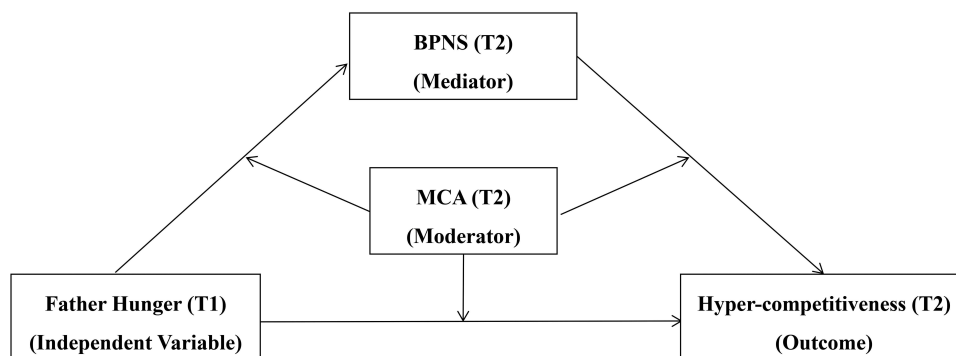 BPNS (T2)
(Mediator)
MCA (T2)
(Moderator)
Father Hunger (T1)
(Independent Variable)
Hyper-competitiveness (T2)
(Outcome)